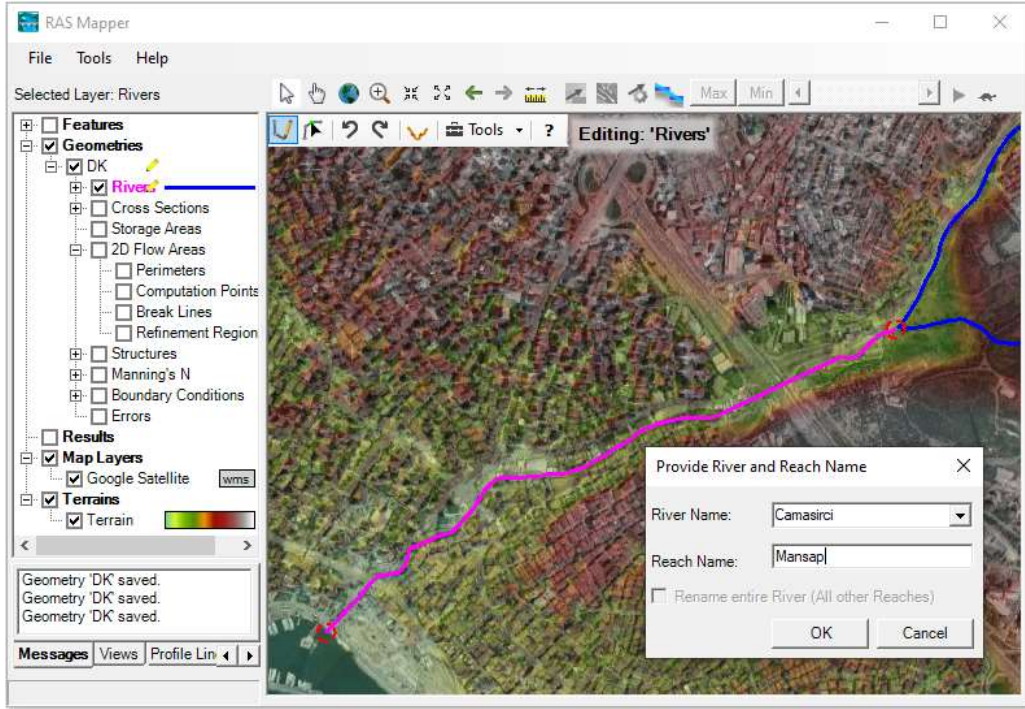 RAS Mapper
File Tools Help
Selected Layer: Rivers
Max Min
Features
Geometries
DK
Rivers
Cross Sections
Storage Areas
2D Flow Areas
Perimeters
Computation Points
Break Lines
Refinement Region
Structures
Manning's N
Boundary Conditions
Errors
Results
Map Layers
Google Satellite wms
Terrains
Terrain
Geometry 'DK' saved.
Geometry 'DK' saved.
Geometry 'DK' saved.
Messages Views Profile Lin
Tools ? Editing: 'Rivers'
Provide River and Reach Name
River Name: Camasirci
Reach Name: Mansap
Rename entire River (All other Reaches)
OK Cancel